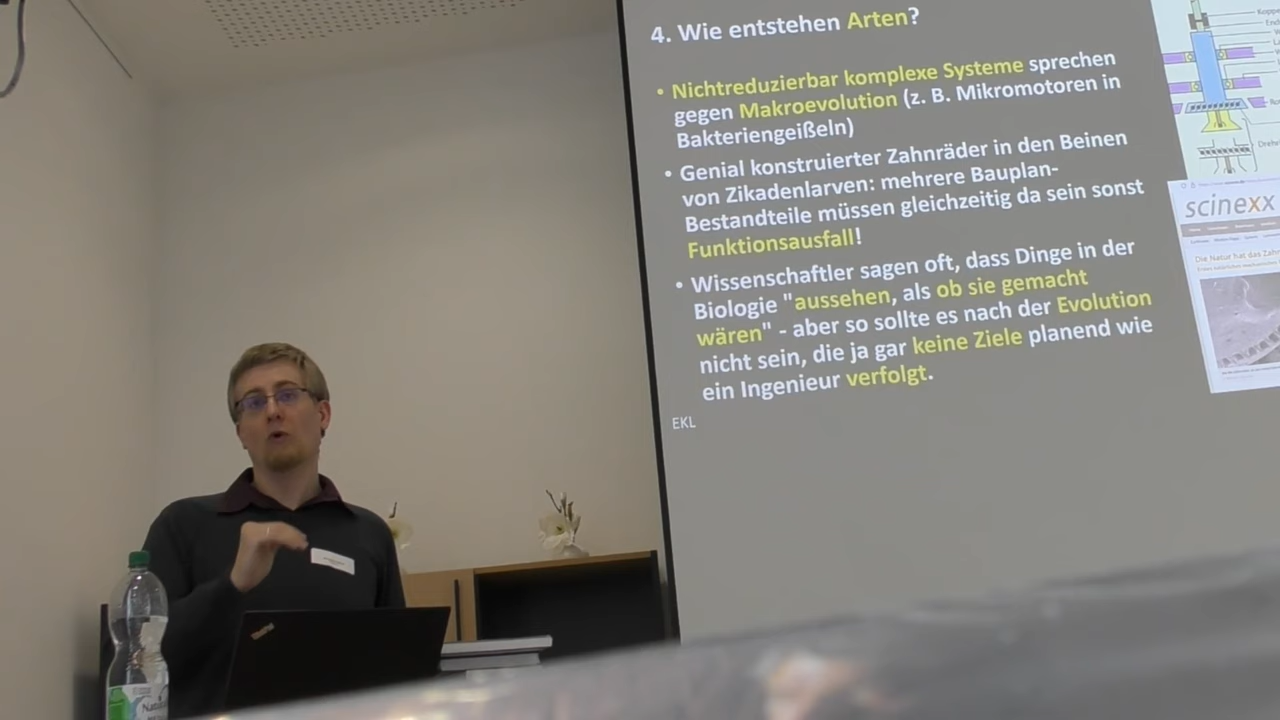 4. Wie entstehen Arten?
• Nichtreduzierbar komplexe Systeme sprechen
gegen Makroevolution (z. B. Mikromotoren in
Bakteriengeißeln)
• Genial konstruierter Zahnräder in den Beinen
von Zikadenlarven: mehrere Bauplan-
Bestandteile müssen gleichzeitig da sein sonst
Funktionsausfall!
• Wissenschaftler sagen oft, dass Dinge in der
Biologie "aussehen, als ob sie gemacht
wären" - aber so sollte es nach der Evolution
nicht sein, die ja gar keine Ziele planend wie
ein Ingenieur verfolgt.
EKL
scinexx
Die Natur hat das Zahn
ThinkPad